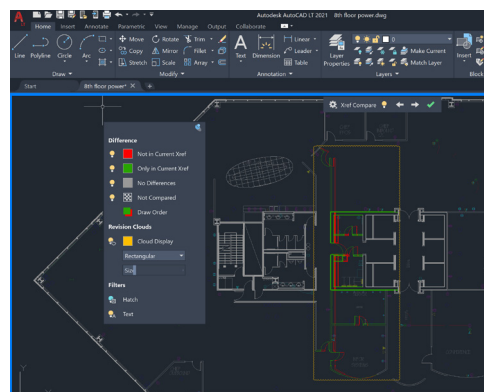 Autodesk AutoCAD LT 2021 8th floor power.dwg
Home Insert Annotate Parametric View Manage Output Collaborate
Line Polyline Circle Arc
Move Rotate Trim
Copy Mirror Fillet
Stretch Scale Array
Draw
Modify
Text Dimension
Linear
Leader
Table
Annotation
Layer
Properties
0
Make Current
Match Layer
Layers
Insert
Block
Start 8th floor power*
Xref Compare
Difference
Not in Current Xref
Only in Current Xref
No Differences
Not Compared
Draw Order
Revision Clouds
Cloud Display
Rectangular
Size
Filters
Hatch
Text
Y